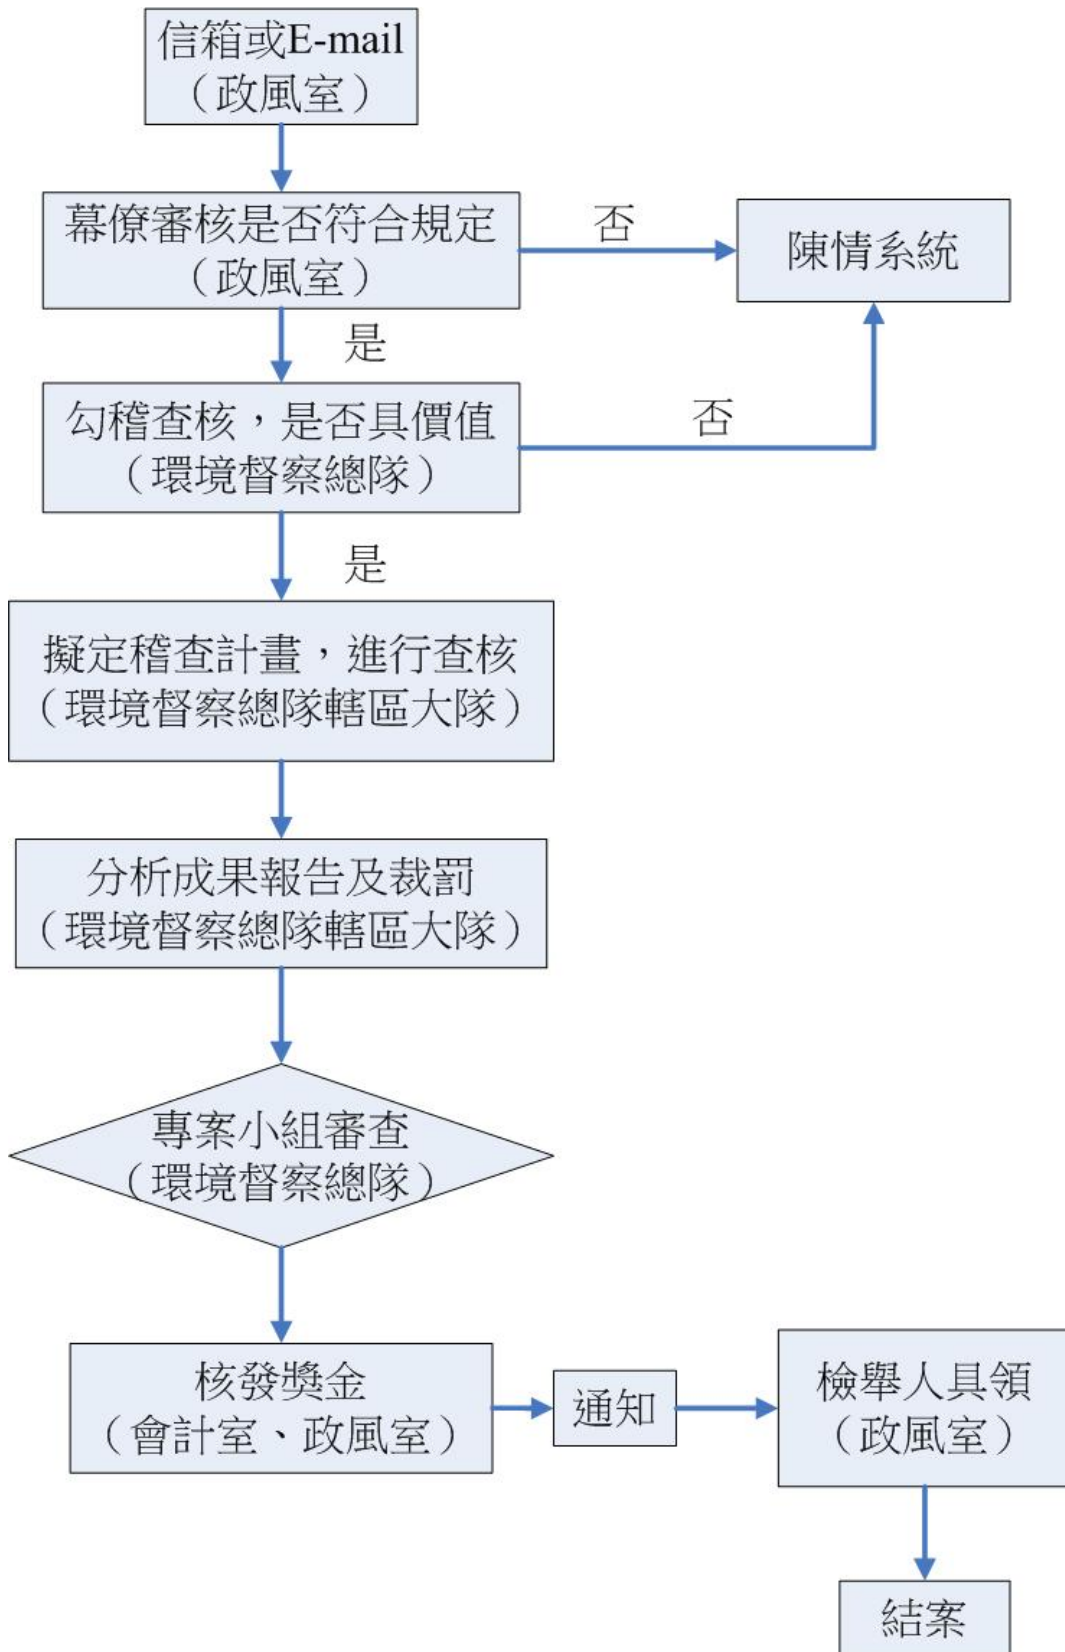 信箱或E-mail
（政風室）
幕僚審核是否符合規定
（政風室）
否
陳情系統
是
勾稽查核，是否具價值
（環境督察總隊）
否
是
擬定稽查計畫，進行查核
（環境督察總隊轄區大隊）
分析成果報告及裁罰
（環境督察總隊轄區大隊）
專案小組審查
（環境督察總隊）
核發獎金
（會計室、政風室）
通知
檢舉人具領
（政風室）
結案